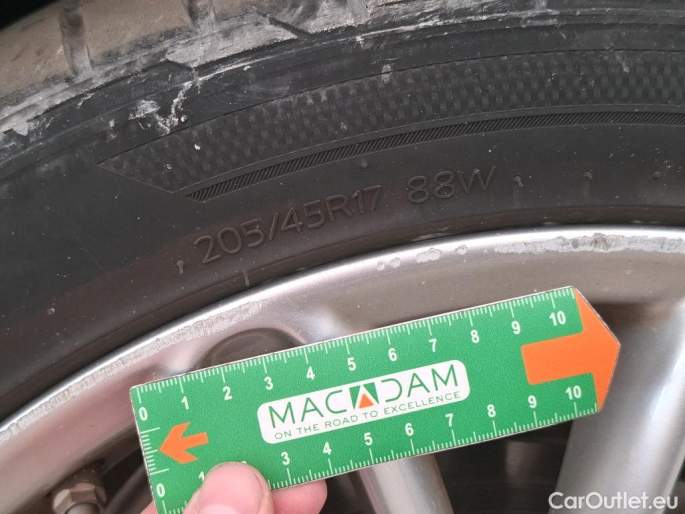 205/45R17 88W
0 1 2 3 4 5 6 7 8 9 10
MACADAM
ON THE ROAD TO EXCELLENCE
0 1 3 4 5 6 7 8 9 10
CarOutlet.eu